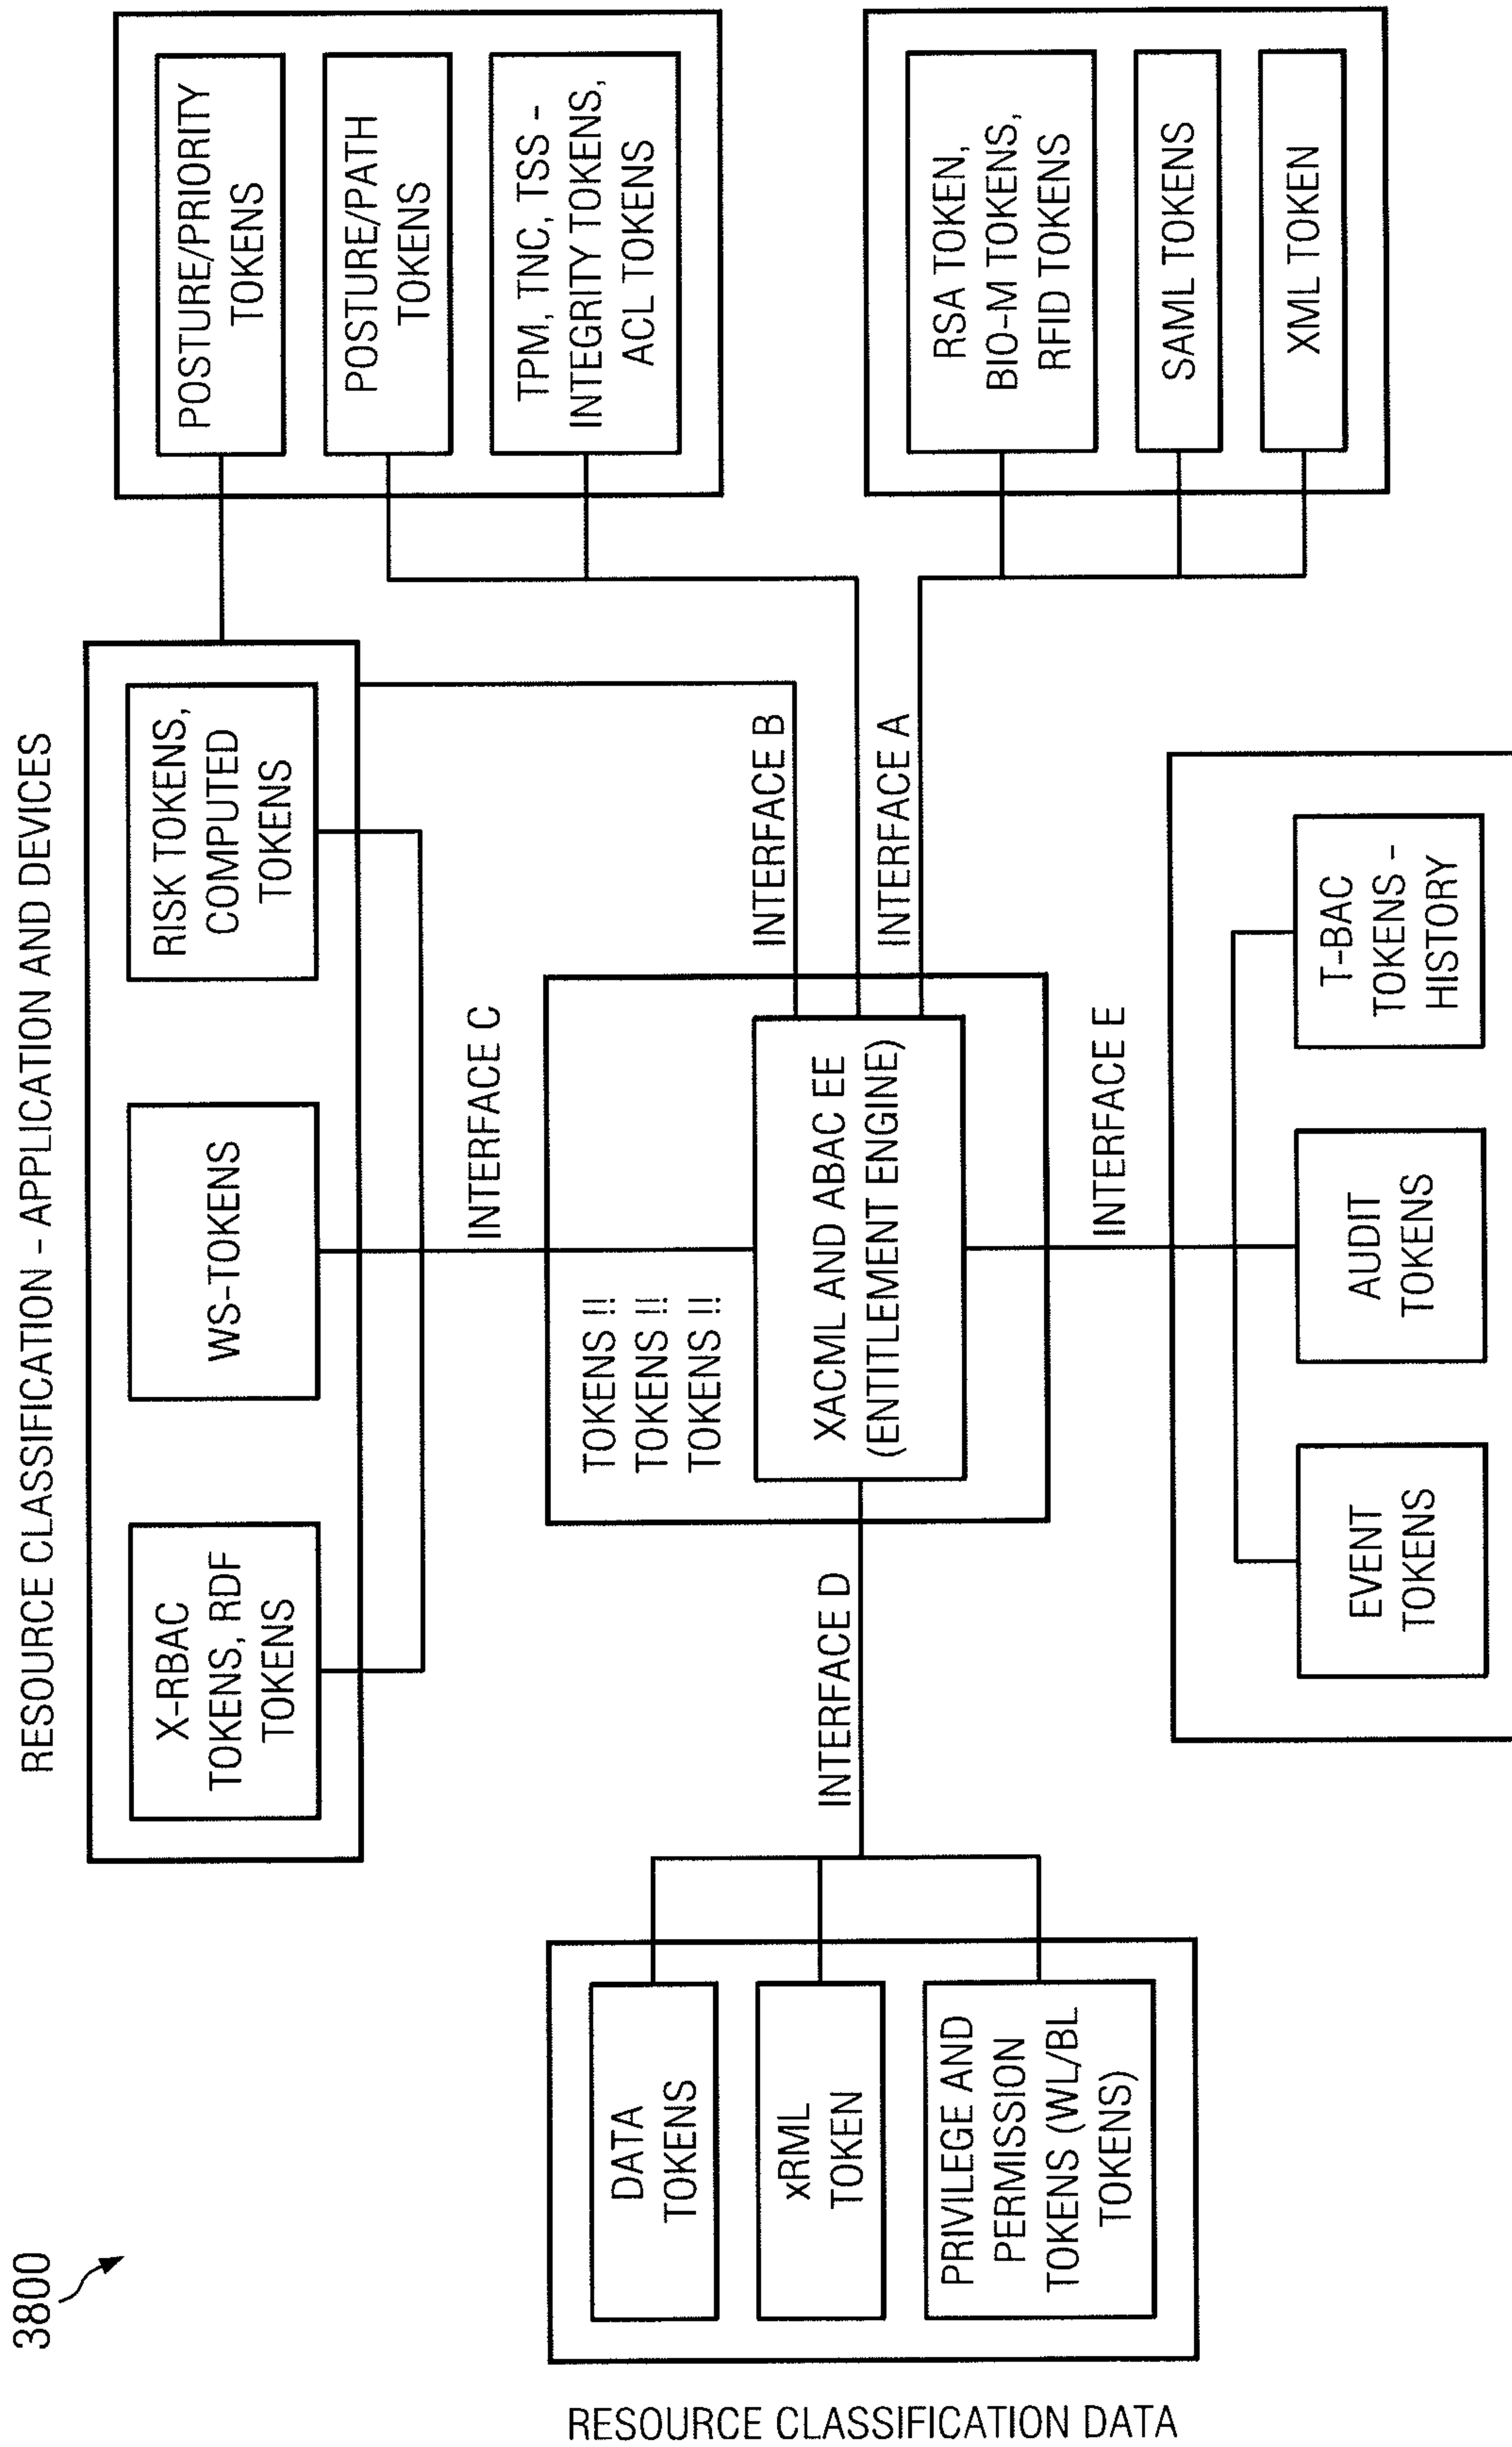 3800
RESOURCE CLASSIFICATION - APPLICATION AND DEVICES
X-RBAC
TOKENS, RDF
TOKENS
WS-TOKENS
RISK TOKENS,
COMPUTED
TOKENS
POSTURE/PRIORITY
TOKENS
POSTURE/PATH
TOKENS
TPM, TNC, TSS -
INTEGRITY TOKENS,
ACL TOKENS
INTERFACE C
INTERFACE B
INTERFACE A
TOKENS !!
TOKENS !!
TOKENS !!
XACML AND ABAC EE
(ENTITLEMENT ENGINE)
INTERFACE D
INTERFACE E
DATA
TOKENS
xRML
TOKEN
PRIVILEGE AND
PERMISSION
TOKENS (WL/BL
TOKENS)
RESOURCE CLASSIFICATION DATA
RSA TOKEN,
BIO-M TOKENS,
RFID TOKENS
SAML TOKENS
XML TOKEN
EVENT
TOKENS
AUDIT
TOKENS
T-BAC
TOKENS -
HISTORY